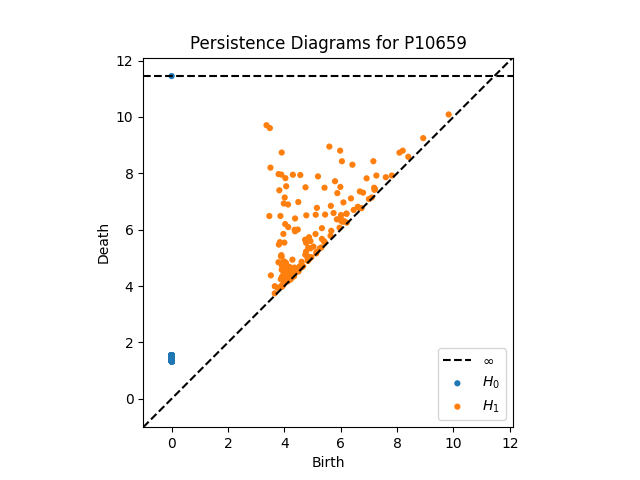 Persistence Diagrams for P10659
12
10
8
6
4
2
0
Death
∞
H₀
H₁
0 2 4 6 8 10 12
Birth